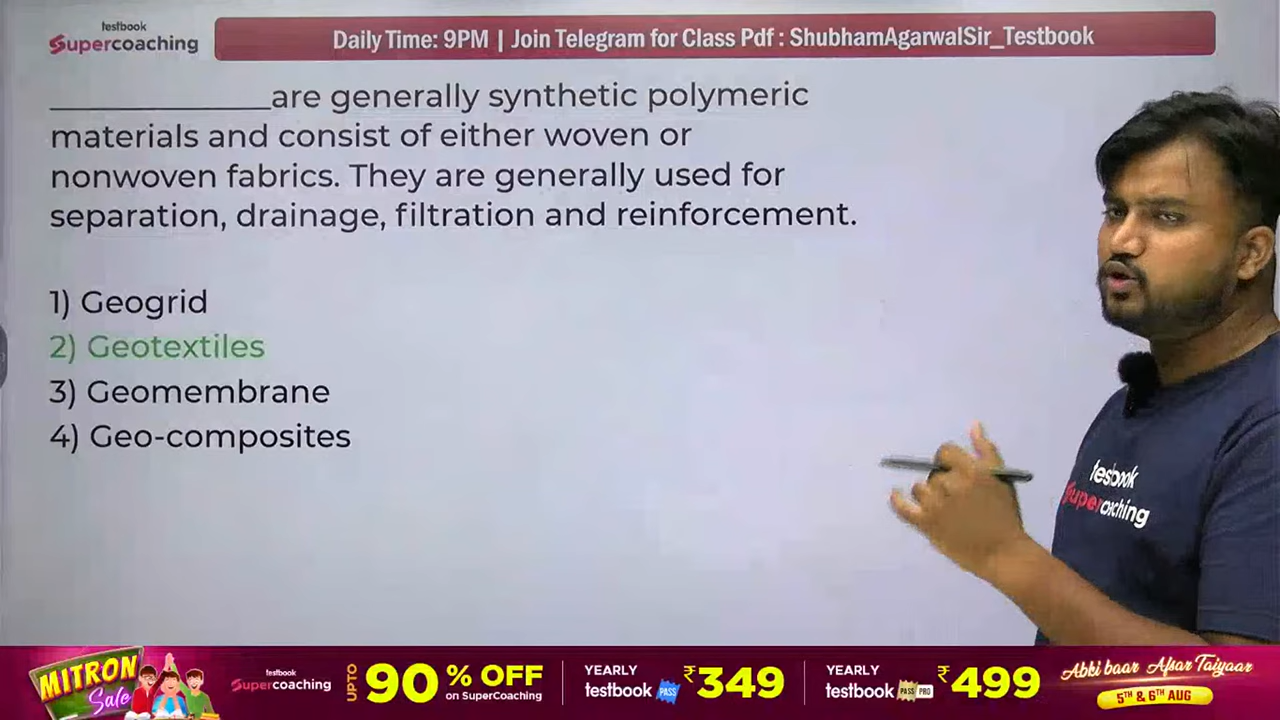 testbook
Supercoaching
Daily Time: 9PM | Join Telegram for Class Pdf : ShubhamAgarwalSir_Testbook
_____________are generally synthetic polymeric
materials and consist of either woven or
nonwoven fabrics. They are generally used for
separation, drainage, filtration and reinforcement.
1) Geogrid
2) Geotextiles
3) Geomembrane
4) Geo-composites
testbook
Supercoaching
MITRON
Sale
testbook
Supercoaching
UPTO 90% OFF
on SuperCoaching
YEARLY
testbook PASS
₹349
YEARLY
testbook PASS PRO
₹499
Abki baar Afsar Taiyaar
5TH & 6TH AUG